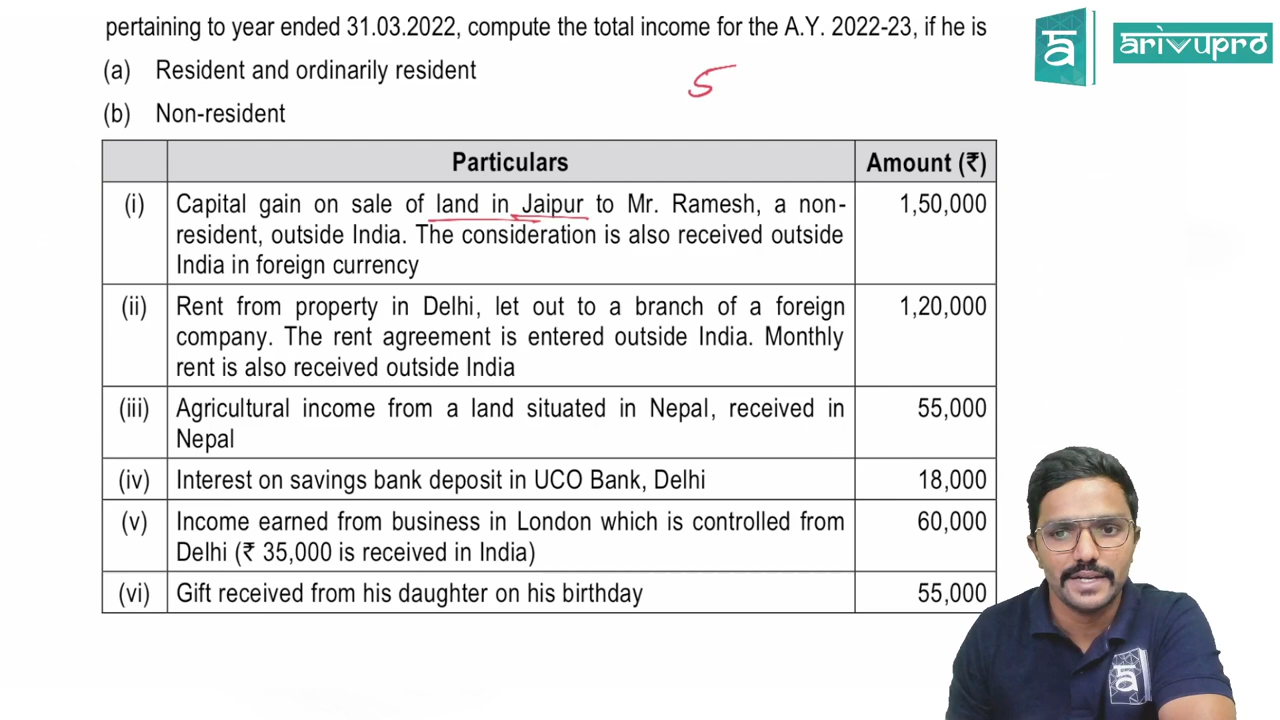 pertaining to year ended 31.03.2022, compute the total income for the A.Y. 2022-23, if he is
(a) Resident and ordinarily resident
(b) Non-resident
5
arivupro
Particulars Amount (₹)
(i) Capital gain on sale of land in Jaipur to Mr. Ramesh, a non- 1,50,000
resident, outside India. The consideration is also received outside
India in foreign currency
(ii) Rent from property in Delhi, let out to a branch of a foreign 1,20,000
company. The rent agreement is entered outside India. Monthly
rent is also received outside India
(iii) Agricultural income from a land situated in Nepal, received in 55,000
Nepal
(iv) Interest on savings bank deposit in UCO Bank, Delhi 18,000
(v) Income earned from business in London which is controlled from 60,000
Delhi (₹ 35,000 is received in India)
(vi) Gift received from his daughter on his birthday 55,000